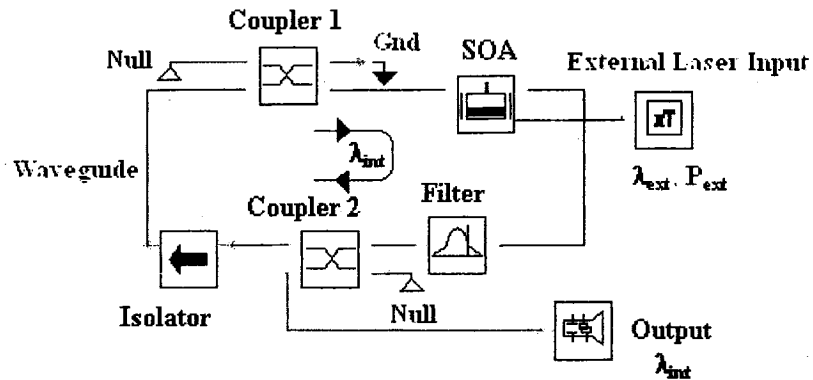 Coupler 1
Null
Gnd
SOA
External Laser Input
xT
Waveguide
λint
λext, Pext
Coupler 2
Filter
Isolator
Null
Output
λint